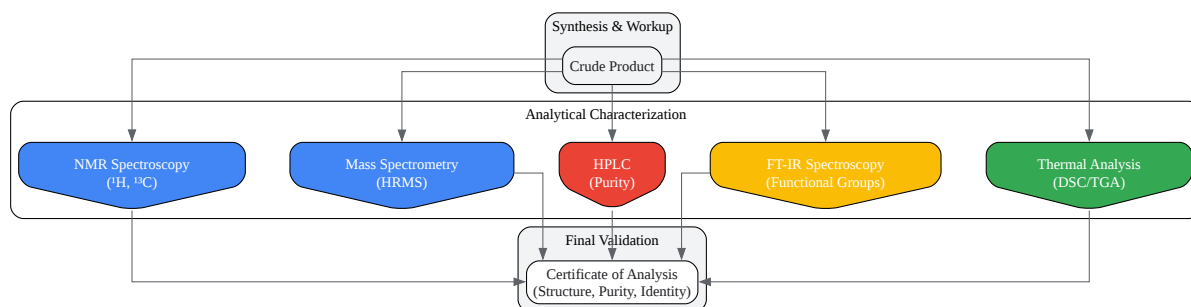 Synthesis & Workup
Crude Product
Analytical Characterization
NMR Spectroscopy
(¹H, ¹³C)
Mass Spectrometry
(HRMS)
HPLC
(Purity)
FT-IR Spectroscopy
(Functional Groups)
Thermal Analysis
(DSC/TGA)
Final Validation
Certificate of Analysis
(Structure, Purity, Identity)